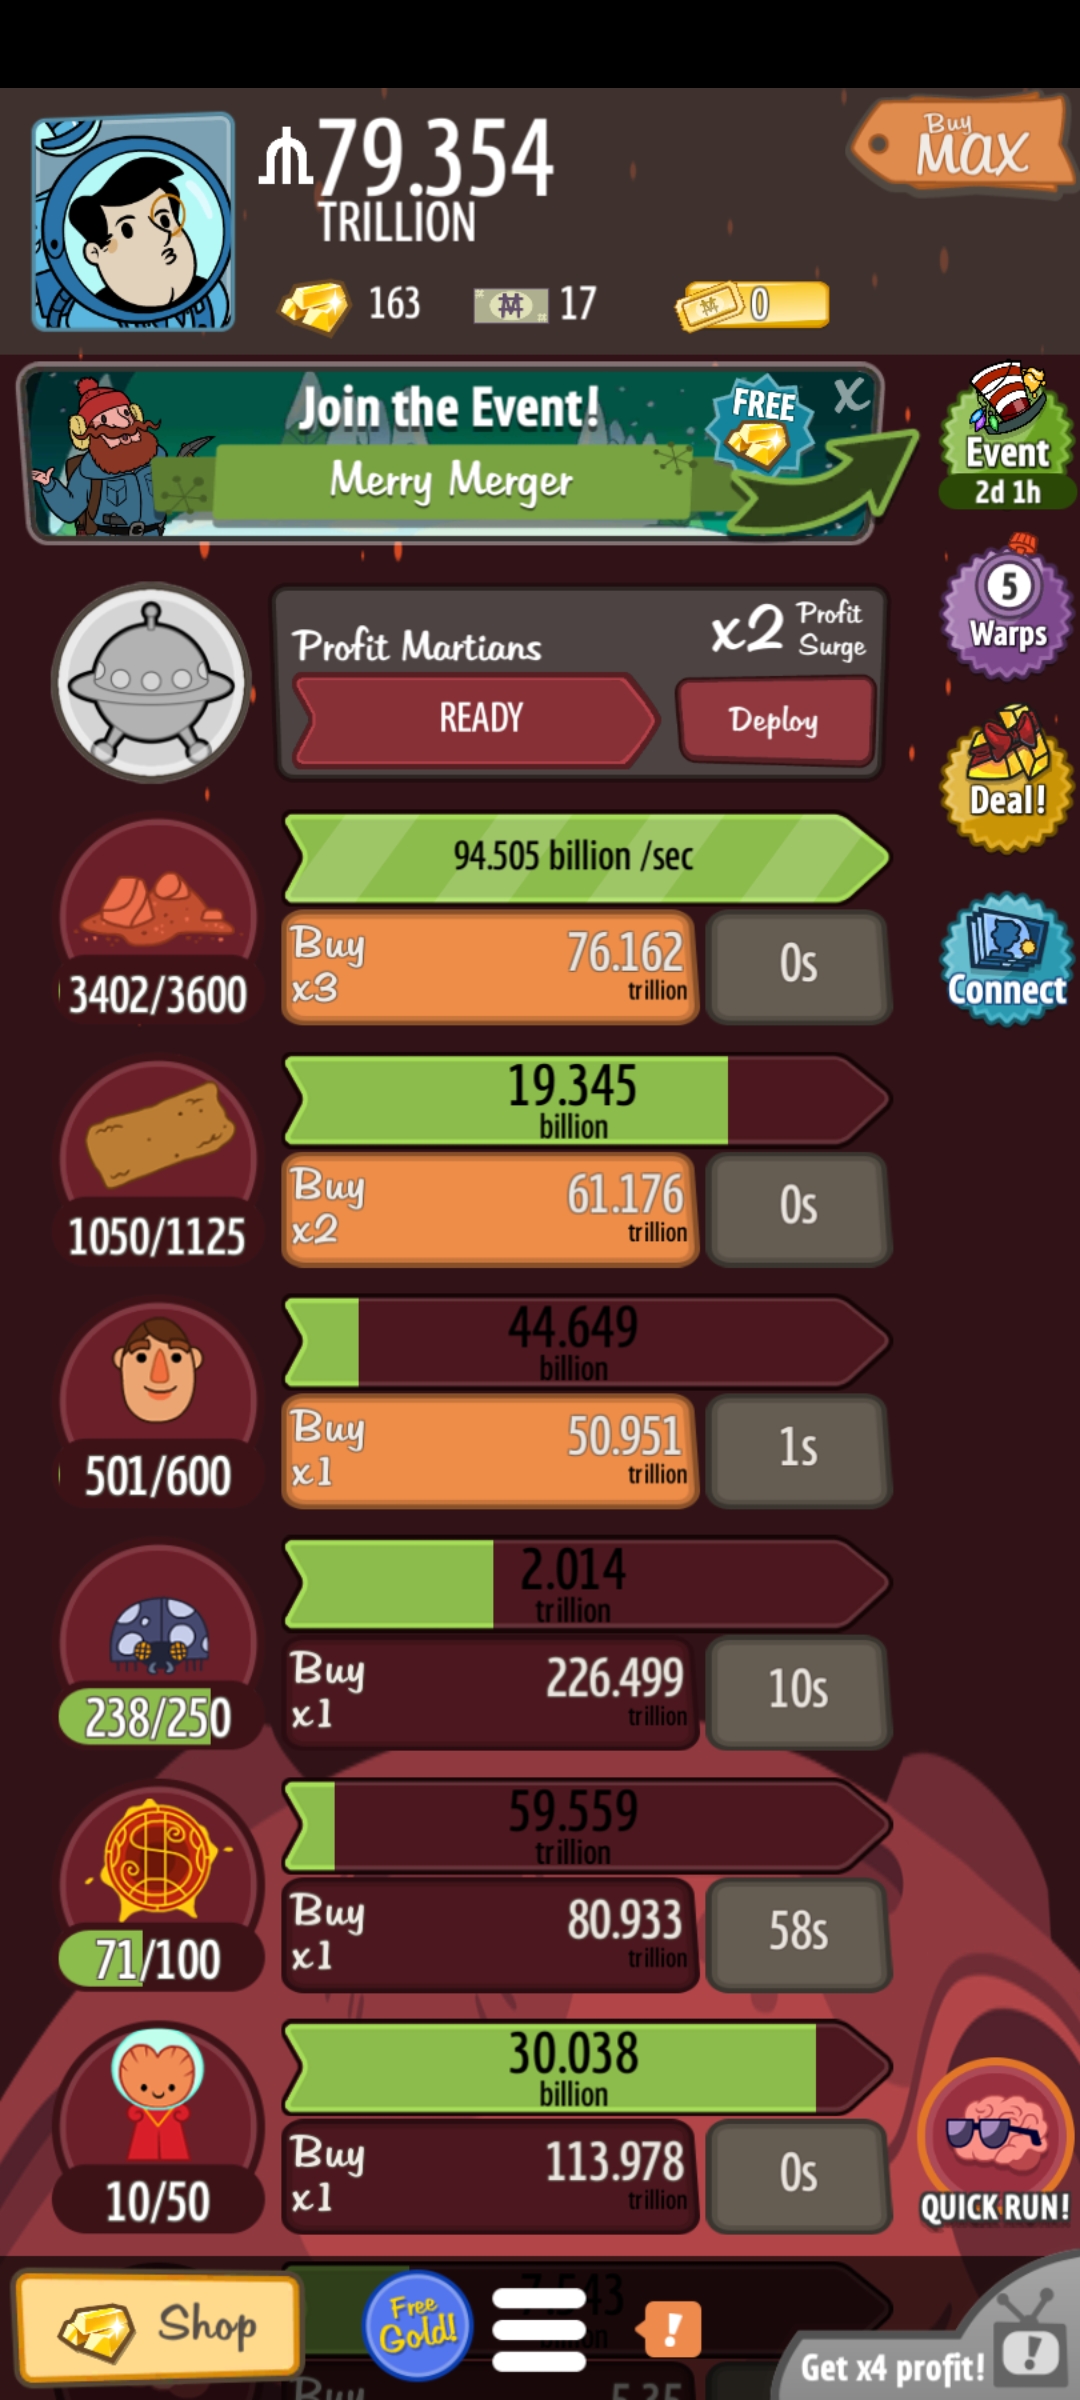 79.354
TRILLION
Buy
MAX
163
17
0
Join the Event!
FREE
X
Merry Merger
Event
2d 1h
5
Warps
Profit Martians
x2 Profit Surge
READY
Deploy
Deal!
94.505 billion /sec
Buy
x3
76.162
trillion
0s
3402/3600
Connect
19.345
billion
Buy
x2
61.176
trillion
0s
1050/1125
44.649
billion
Buy
x1
50.951
trillion
1s
501/600
2.014
trillion
Buy
x1
226.499
trillion
10s
238/250
59.559
trillion
Buy
x1
80.933
trillion
58s
71/100
30.038
billion
Buy
x1
113.978
trillion
0s
10/50
QUICK RUN!
Shop
Free
Gold!
!
Get x4 profit!
!
Buy
5.35